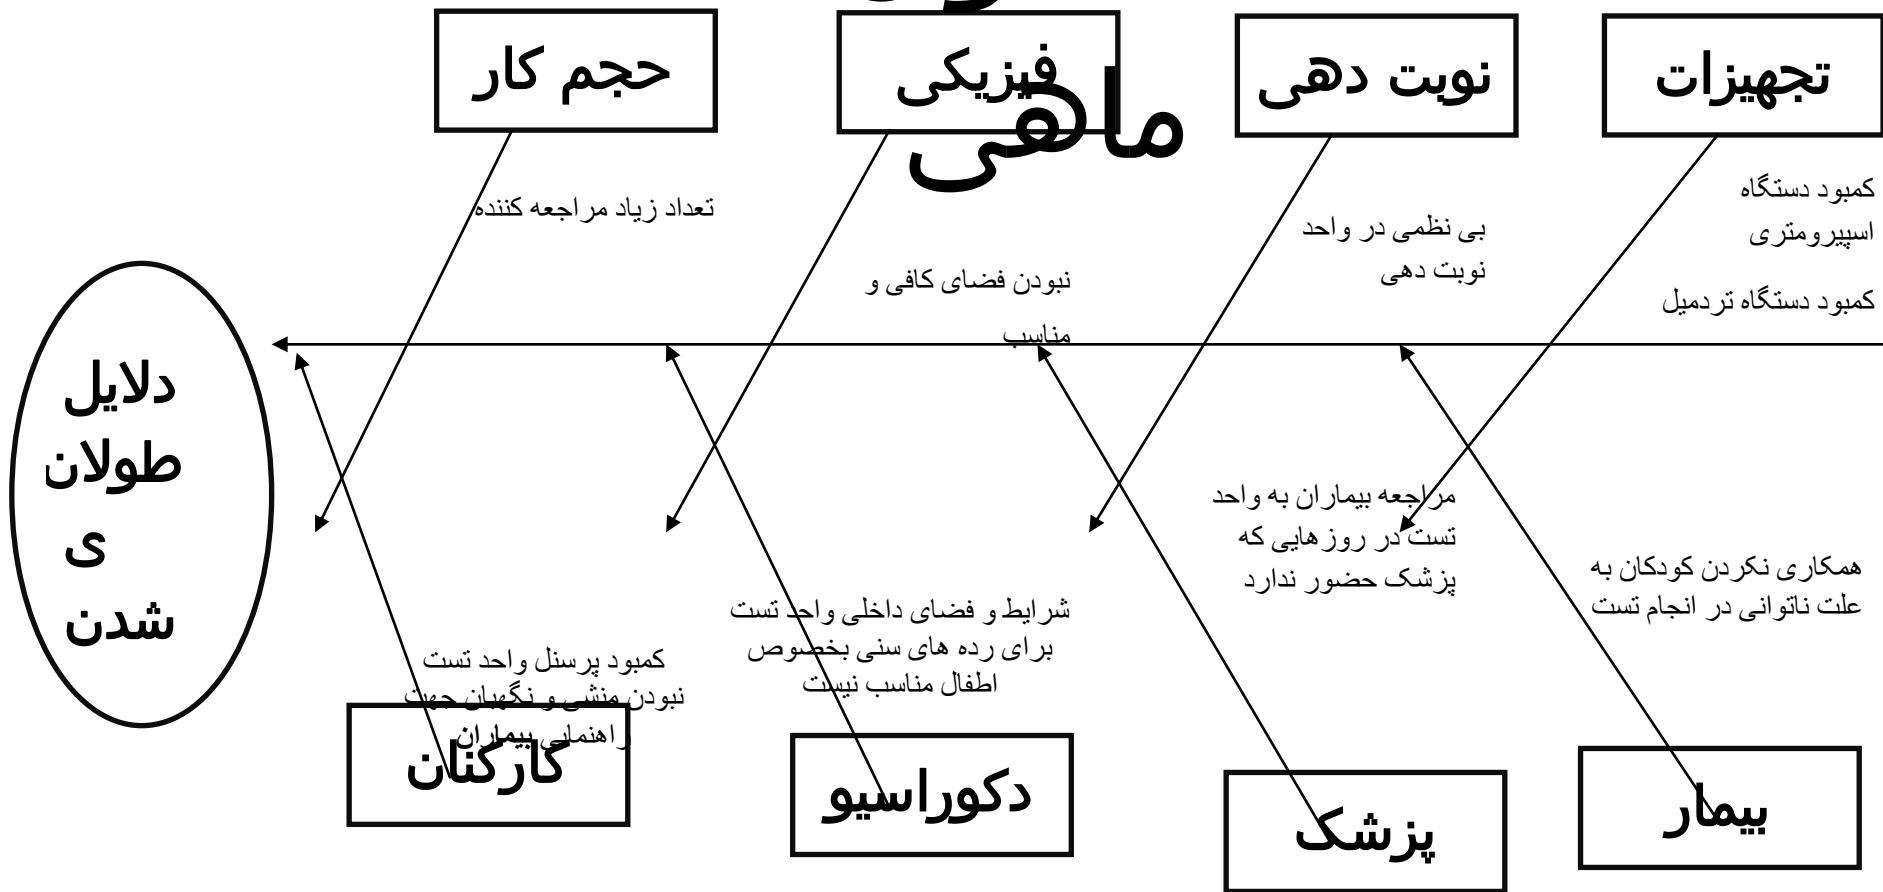 ماهی
تجهیزات
نوبت دهی
فیزیکی
حجم کار
کمبود دستگاه
اسپیرومتری
کمبود دستگاه تردمیل
بی نظمی در واحد
نوبت دهی
نبودن فضای کافی و
مناسب
تعداد زیاد مراجعه کننده
دلایل
طولان
ی
شدن
همکاری نکردن کودکان به
علت ناتوانی در انجام تست
مراجعه بیماران به واحد
تست در روزهایی که
پزشک حضور ندارد
شرایط و فضای داخلی واحد تست
برای رده های سنی بخصوص
اطفال مناسب نیست
کمبود پرسنل واحد تست
نبودن منشی و نگهبان جهت
راهنمایی بیماران
بیمار
پزشک
دکوراسیو
کارکنان